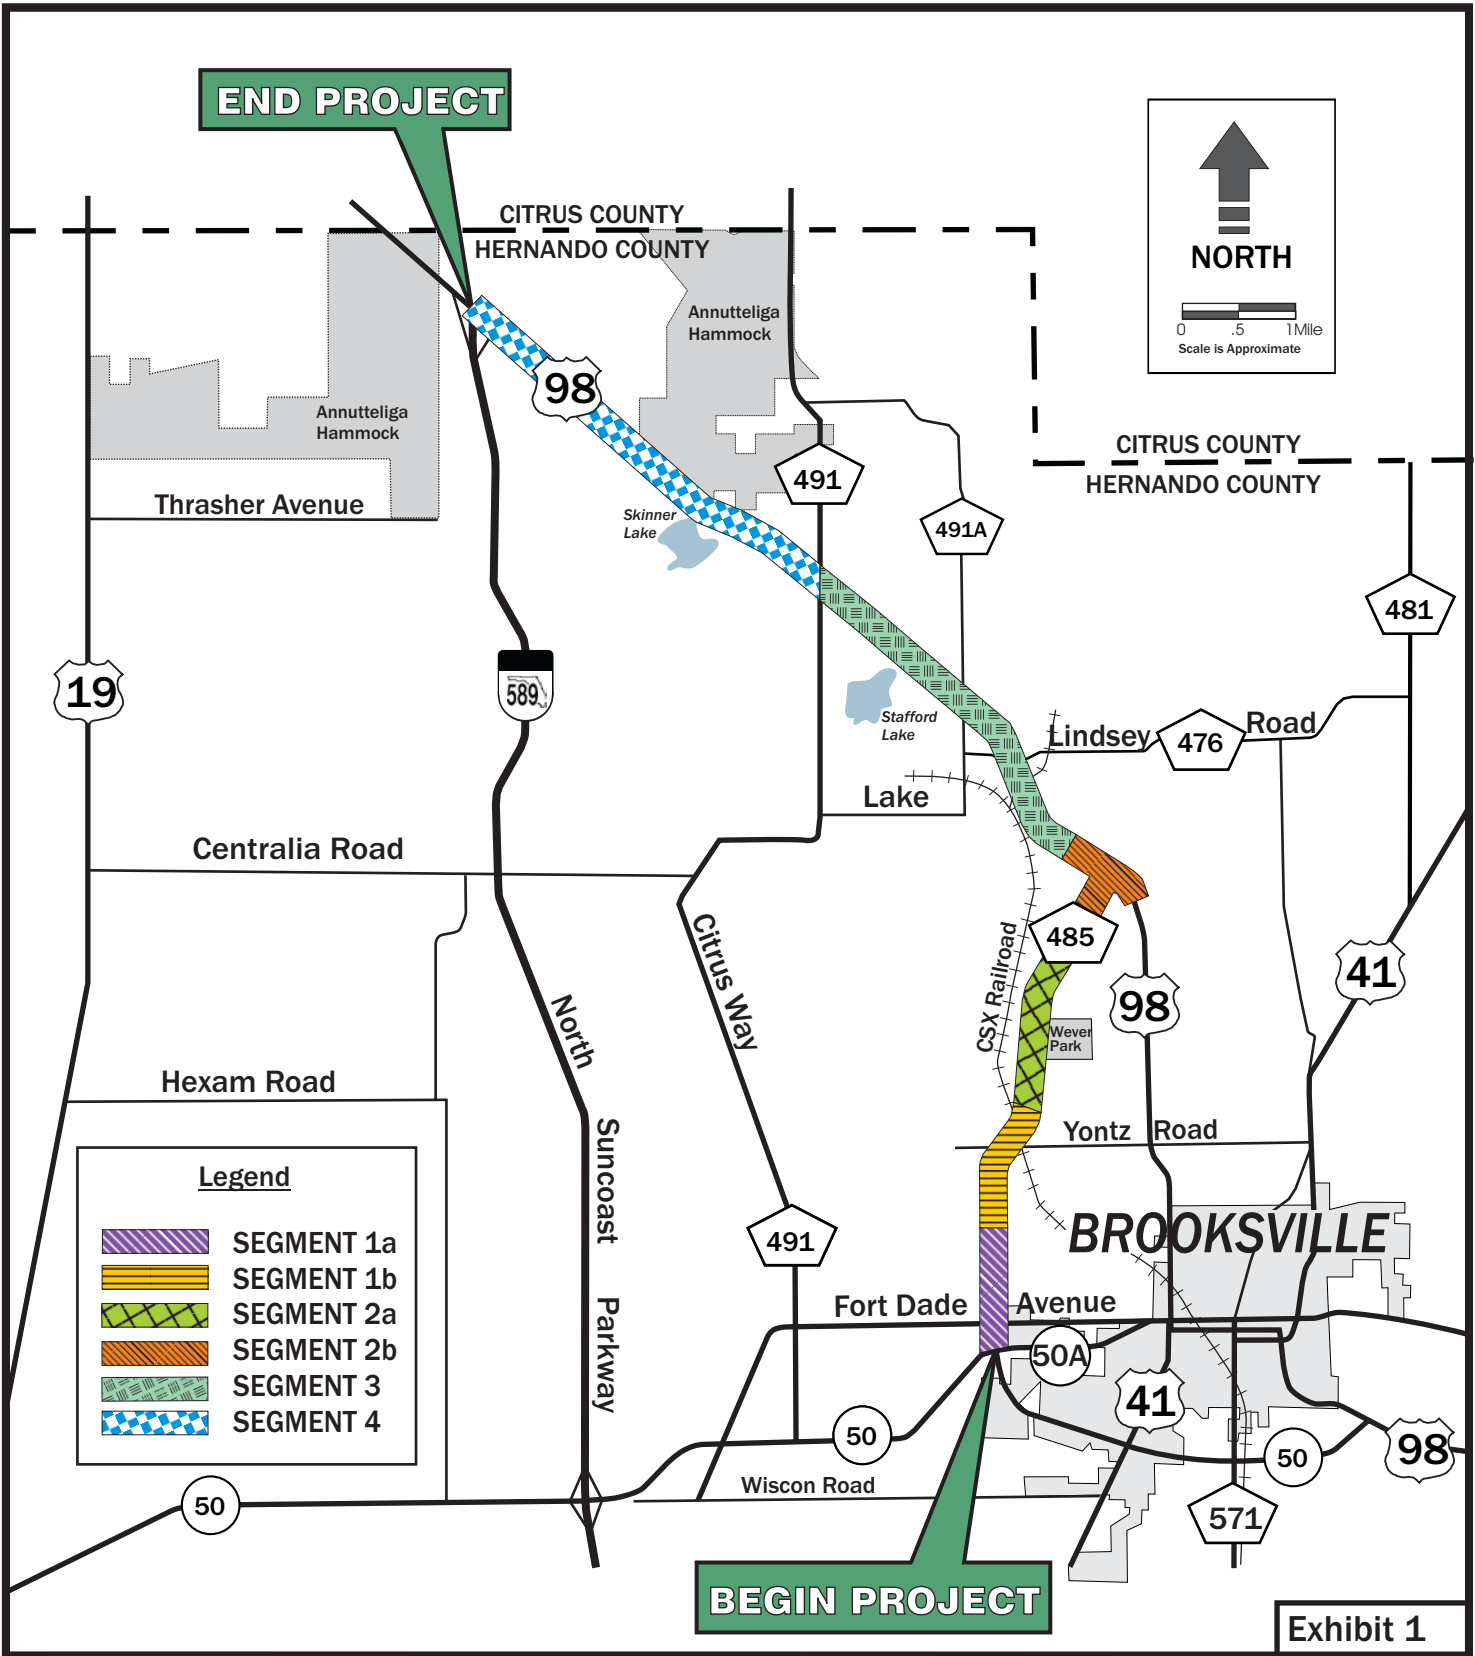 END PROJECT
CITRUS COUNTY
HERNANDO COUNTY
NORTH
0 .5 1Mile
Scale is Approximate
Annutteliga
Hammock
98
Annutteliga
Hammock
CITRUS COUNTY
HERNANDO COUNTY
491
Thrasher Avenue
Skinner
Lake
491A
481
19
589
Stafford
Lake
Lindsey
476
Road
Lake
Centralia Road
Citrus Way
485
CSX Railroad
98
41
Wever
Park
North
Suncoast
Parkway
Hexam Road
Yontz Road
Legend
SEGMENT 1a
SEGMENT 1b
SEGMENT 2a
SEGMENT 2b
SEGMENT 3
SEGMENT 4
491
BROOKSVILLE
Fort Dade Avenue
50A
41
50
50
98
Wiscon Road
50
571
BEGIN PROJECT
Exhibit 1